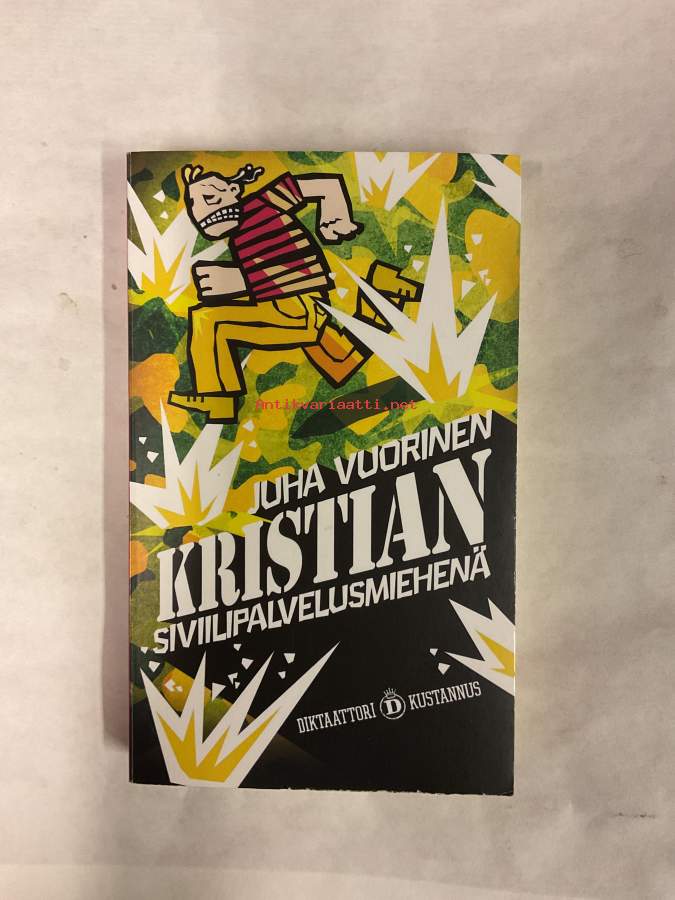 Antikvariaatti.net
JUHA VUORINEN
KRISTIAN
SIVIILIPALVELUSMIEHENÄ
DIKTAATTORI D KUSTANNUS